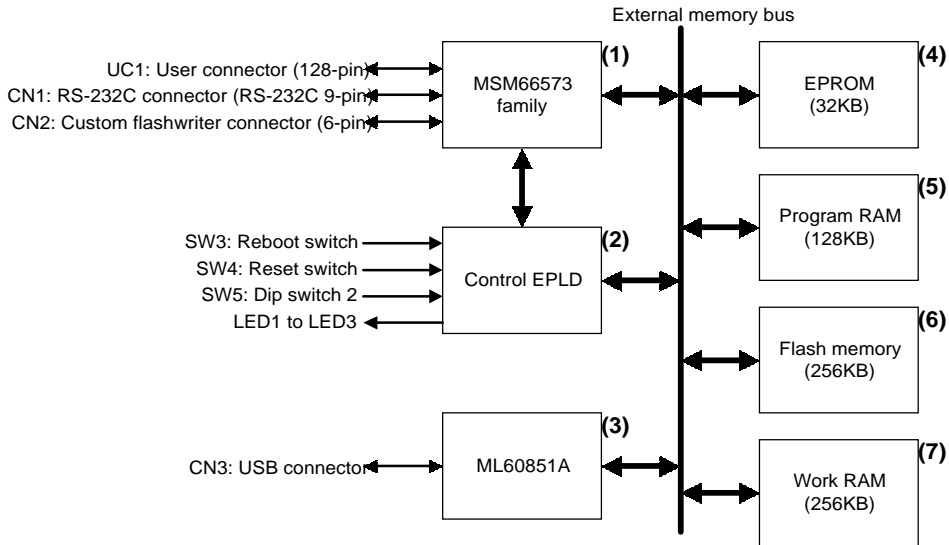 External memory bus
(1)
MSM66573
family
UC1: User connector (128-pin)
CN1: RS-232C connector (RS-232C 9-pin)
CN2: Custom flashwriter connector (6-pin)
(4)
EPROM
(32KB)
(2)
Control EPLD
SW3: Reboot switch
SW4: Reset switch
SW5: Dip switch 2
LED1 to LED3
(5)
Program RAM
(128KB)
(6)
Flash memory
(256KB)
(3)
ML60851A
CN3: USB connector
(7)
Work RAM
(256KB)